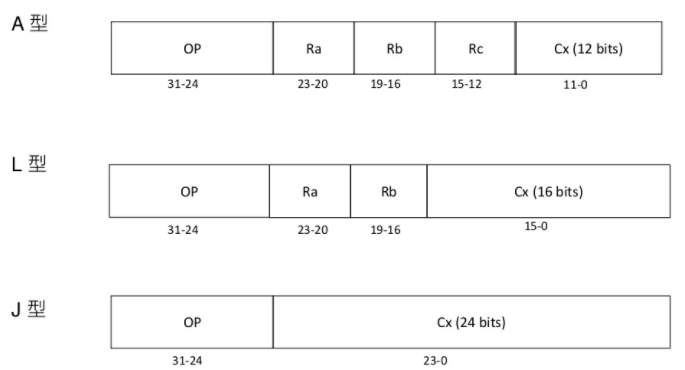 A 型
OP Ra Rb Rc Cx (12 bits)
31-24 23-20 19-16 15-12 11-0
L 型
OP Ra Rb Cx (16 bits)
31-24 23-20 19-16 15-0
J 型
OP Cx (24 bits)
31-24 23-0